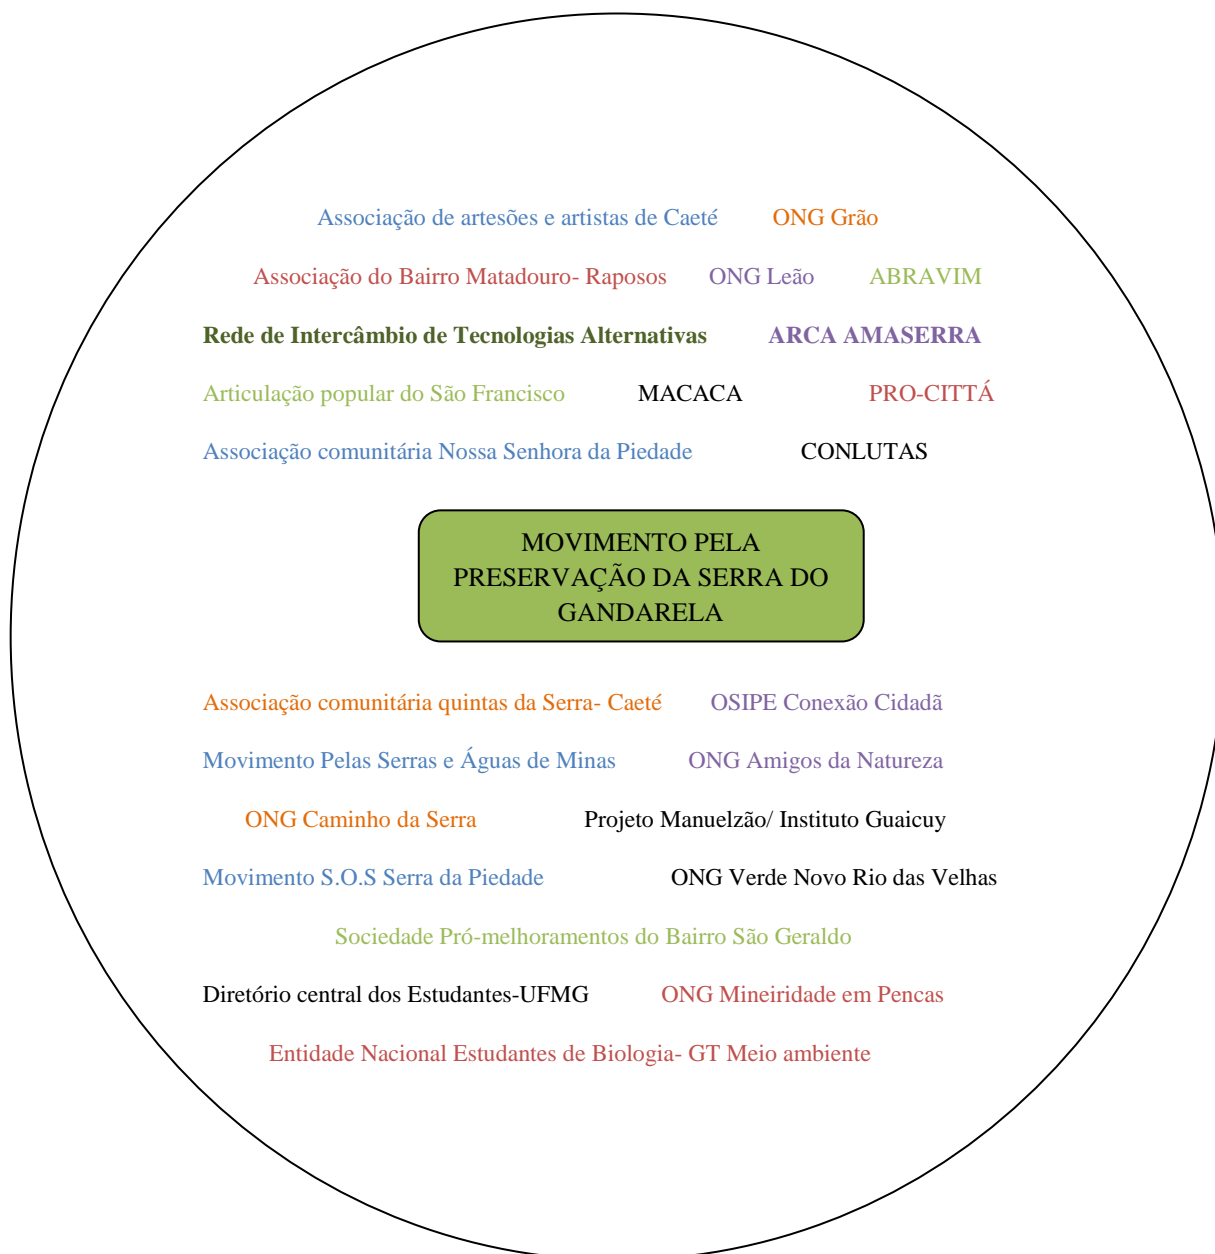 Associação de artesões e artistas de Caeté ONG Grão
Associação do Bairro Matadouro- Raposos ONG Leão ABRAVIM
Rede de Intercâmbio de Tecnologias Alternativas ARCA AMASERRA
Articulação popular do São Francisco MACACA PRO-CITTÁ
Associação comunitária Nossa Senhora da Piedade CONLUTAS
MOVIMENTO PELA
PRESERVAÇÃO DA SERRA DO
GANDARELA
Associação comunitária quintas da Serra- Caeté OSIPE Conexão Cidadã
Movimento Pelas Serras e Águas de Minas ONG Amigos da Natureza
ONG Caminho da Serra Projeto Manuelzão/ Instituto Guaicuy
Movimento S.O.S Serra da Piedade ONG Verde Novo Rio das Velhas
Sociedade Pró-melhoramentos do Bairro São Geraldo
Diretório central dos Estudantes-UFMG ONG Mineiridade em Pencas
Entidade Nacional Estudantes de Biologia- GT Meio ambiente